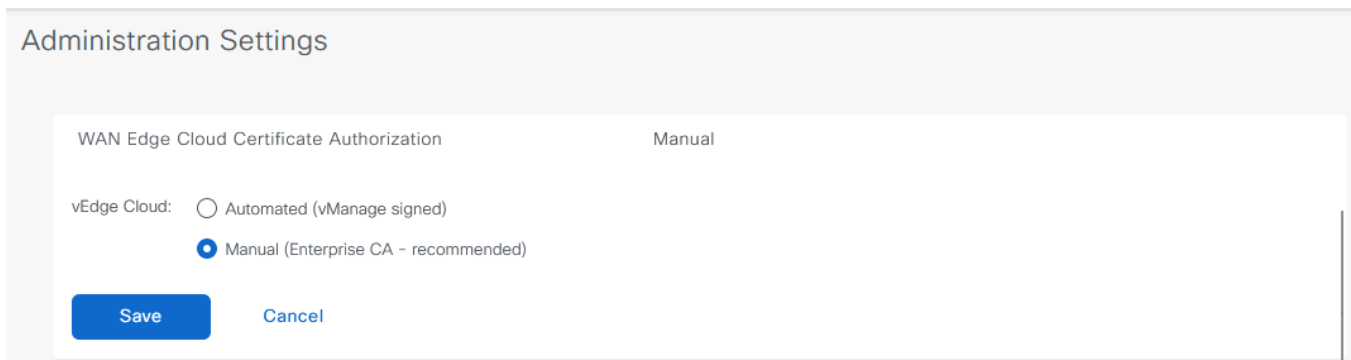 Administration Settings
WAN Edge Cloud Certificate Authorization Manual
vEdge Cloud: Automated (vManage signed)
Manual (Enterprise CA - recommended)
Save Cancel